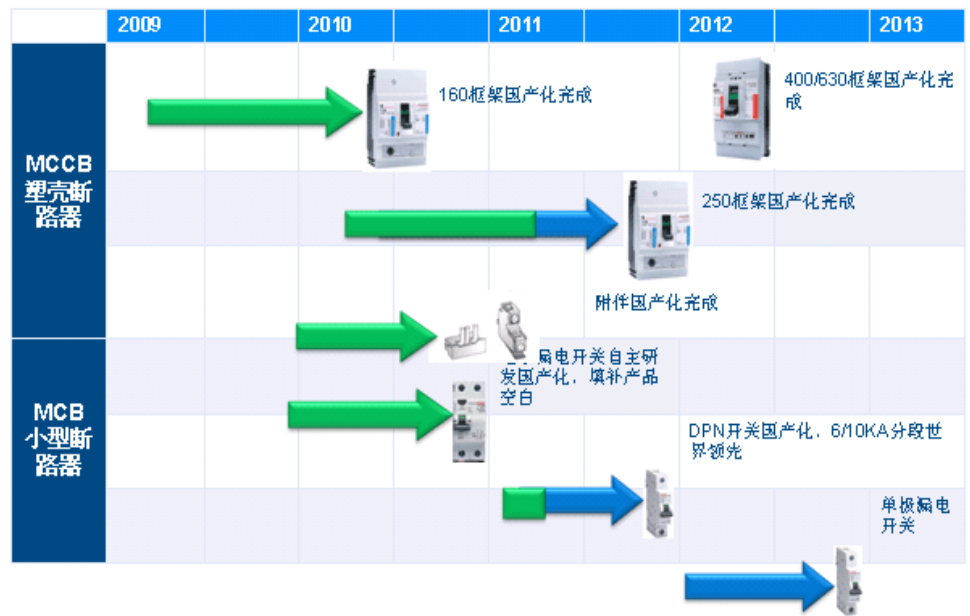 2009 2010 2011 2012 2013
MCCB
塑壳断
路器
160框架国产化完成
400/630框架国产化完
成
250框架国产化完成
附件国产化完成
MCB
小型断
路器
漏电开关自主研
发国产化，填补产品
空白
DPN开关国产化，6/10KA分段世
界领先
单极漏电
开关